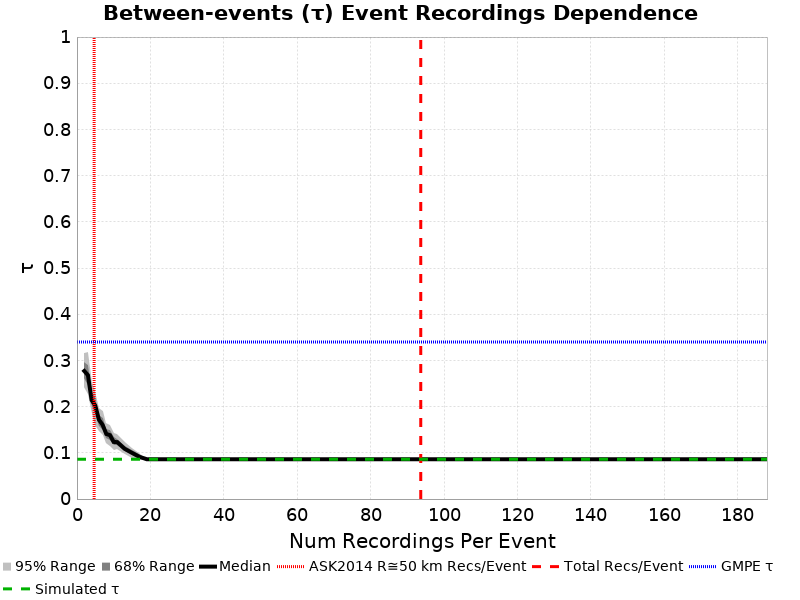 Between-events (τ) Event Recordings Dependence
1
0.9
0.8
0.7
0.6
0.5
0.4
0.3
0.2
0.1
0
τ
0 20 40 60 80 100 120 140 160 180
Num Recordings Per Event
95% Range 68% Range Median ASK2014 R≅50 km Recs/Event Total Recs/Event GMPE τ
Simulated τ